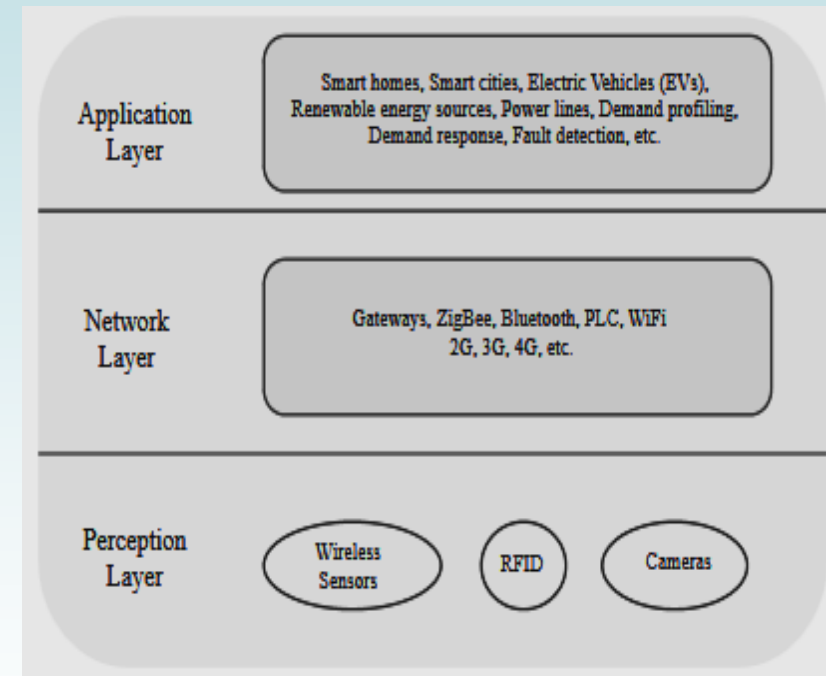 Application
Layer
Smart homes, Smart cities, Electric Vehicles (EVs),
Renewable energy sources, Power lines, Demand profiling,
Demand response, Fault detection, etc.
Network
Layer
Gateways, ZigBee, Bluetooth, PLC, WiFi
2G, 3G, 4G, etc.
Perception
Layer
Wireless
Sensors
RFID
Cameras